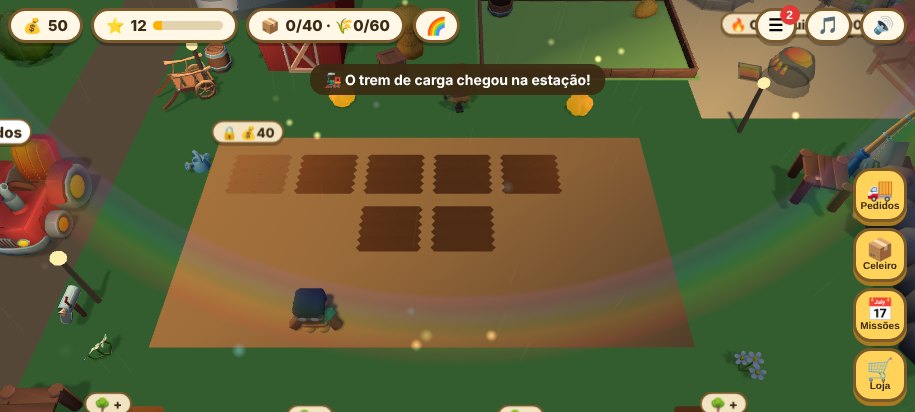 50
12
0/40 · 0/60
2
O trem de carga chegou na estação!
dos
40
Pedidos
Celeiro
JULY
17
Missões
Loja
+
+